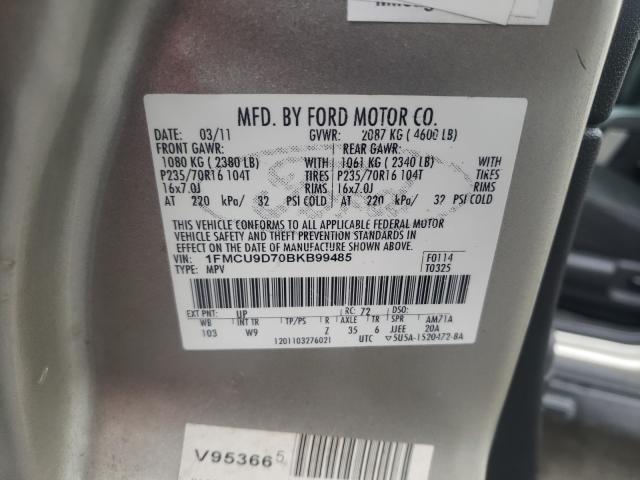 MFD. BY FORD MOTOR CO.
DATE: 03/11 GVWR: 2087 KG ( 4600 LB)
FRONT GAWR: REAR GAWR:
1080 KG ( 2380 LB) WITH 1061 KG ( 2340 LB) WITH
P235/70R16 104T TIRES P235/70R16 104T TIRES
16x7.0J RIMS 16x7.0J RIMS
AT 220 kPa/ 32 PSI COLD AT 220 kPa/ 32 PSI COLD
THIS VEHICLE CONFORMS TO ALL APPLICABLE FEDERAL MOTOR
VEHICLE SAFETY AND THEFT PREVENTION STANDARDS IN
EFFECT ON THE DATE OF MANUFACTURE SHOWN ABOVE.
VIN: 1FMCU9D70BKB99485 F0114
TYPE: MPV T0325
EXT PNT: UP RC: 72 DSO:
WB INT TR TP/PS R AXLE TR SPR AM71A
103 W9 Z 35 6 JJEE 20A
1201103276021 UTC 5U5A-1520472-BA
V95366 5